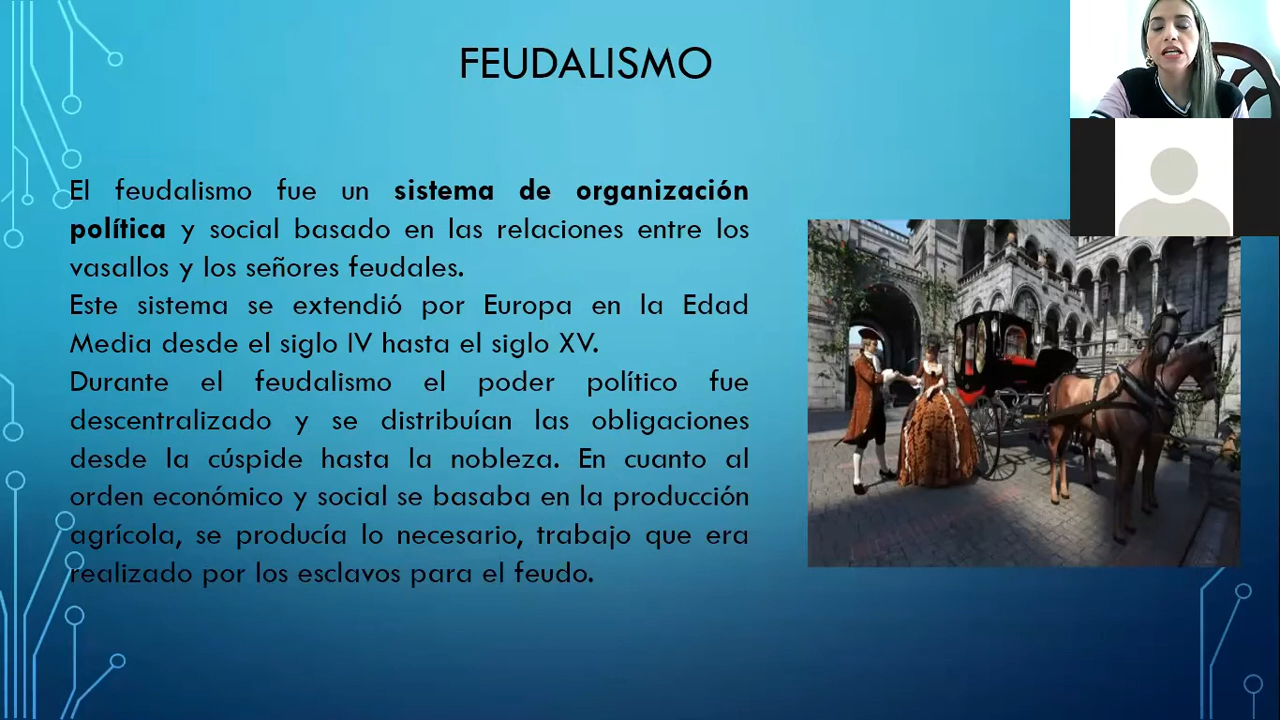 FEUDALISMO
El feudalismo fue un sistema de organización
política y social basado en las relaciones entre los
vasallos y los señores feudales.
Este sistema se extendió por Europa en la Edad
Media desde el siglo IV hasta el siglo XV.
Durante el feudalismo el poder político fue
descentralizado y se distribuían las obligaciones
desde la cúspide hasta la nobleza. En cuanto al
orden económico y social se basaba en la producción
agrícola, se producía lo necesario, trabajo que era
realizado por los esclavos para el feudo.